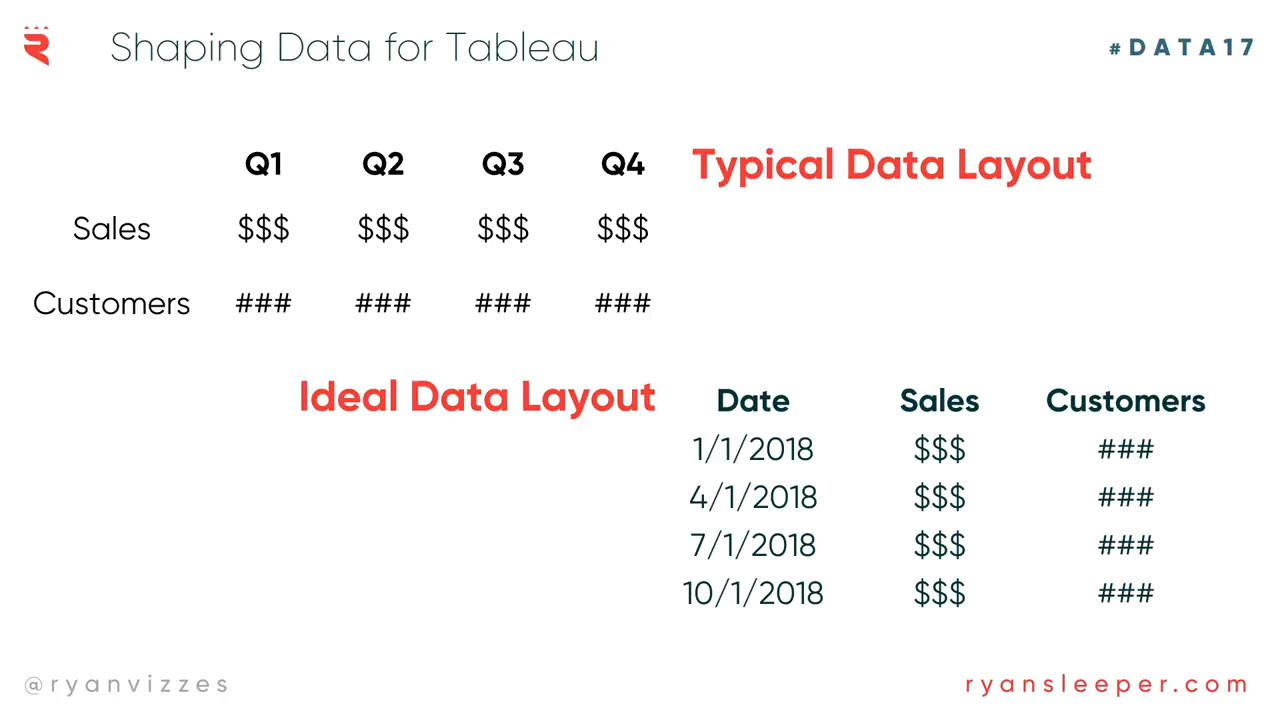 Shaping Data for Tableau
#DATA17
Q1 Q2 Q3 Q4
Typical Data Layout
Sales $$$ $$$ $$$ $$$
Customers ### ### ### ###
Ideal Data Layout
Date Sales Customers
1/1/2018 $$$ ###
4/1/2018 $$$ ###
7/1/2018 $$$ ###
10/1/2018 $$$ ###
@ryanvizzes
ryansleeper.com